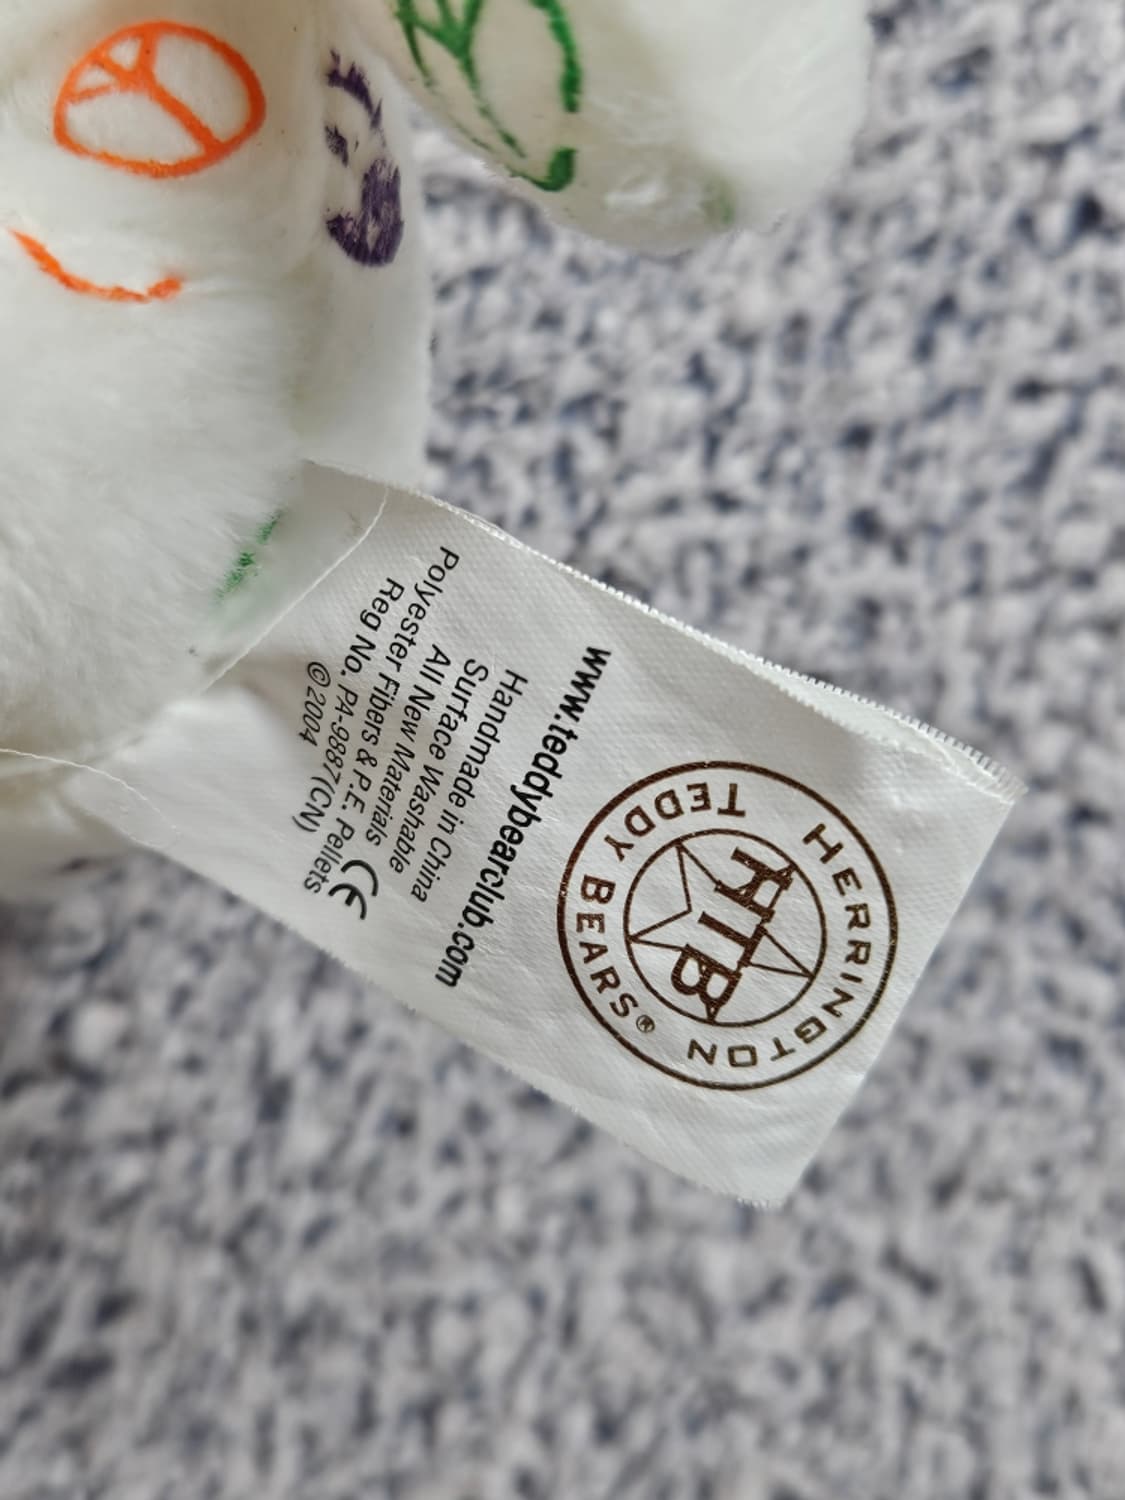 HERRINGTON
TEDDY BEARS®
HTB
www.teddybearclub.com
Handmade in China
Surface Washable
All New Materials
Polyester Fibers & P.E. Pellets
Reg No. PA-9887(CN) CE
©2004